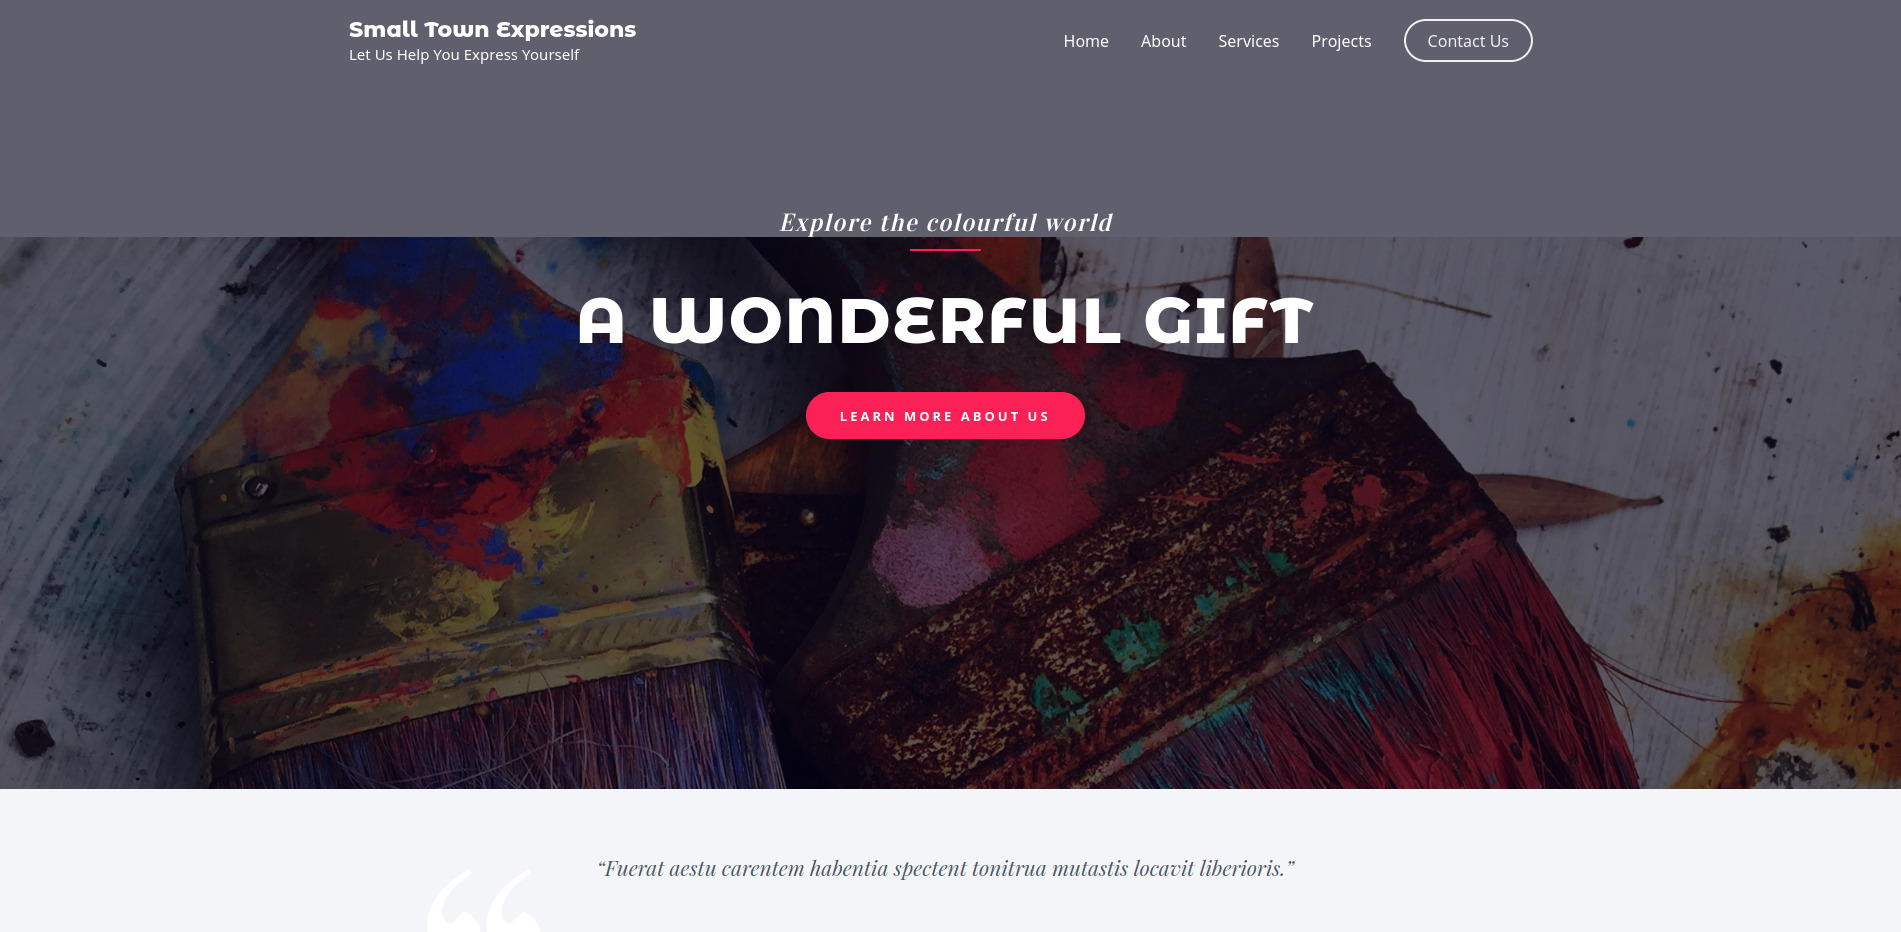 Small Town Expressions
Let Us Help You Express Yourself
Home
About
Services
Projects
Contact Us
Explore the colourful world
A WONDERFUL GIFT
LEARN MORE ABOUT US
“Fuerat aestu carentem habentia spectent tonitrua mutastis locavit liberioris.”